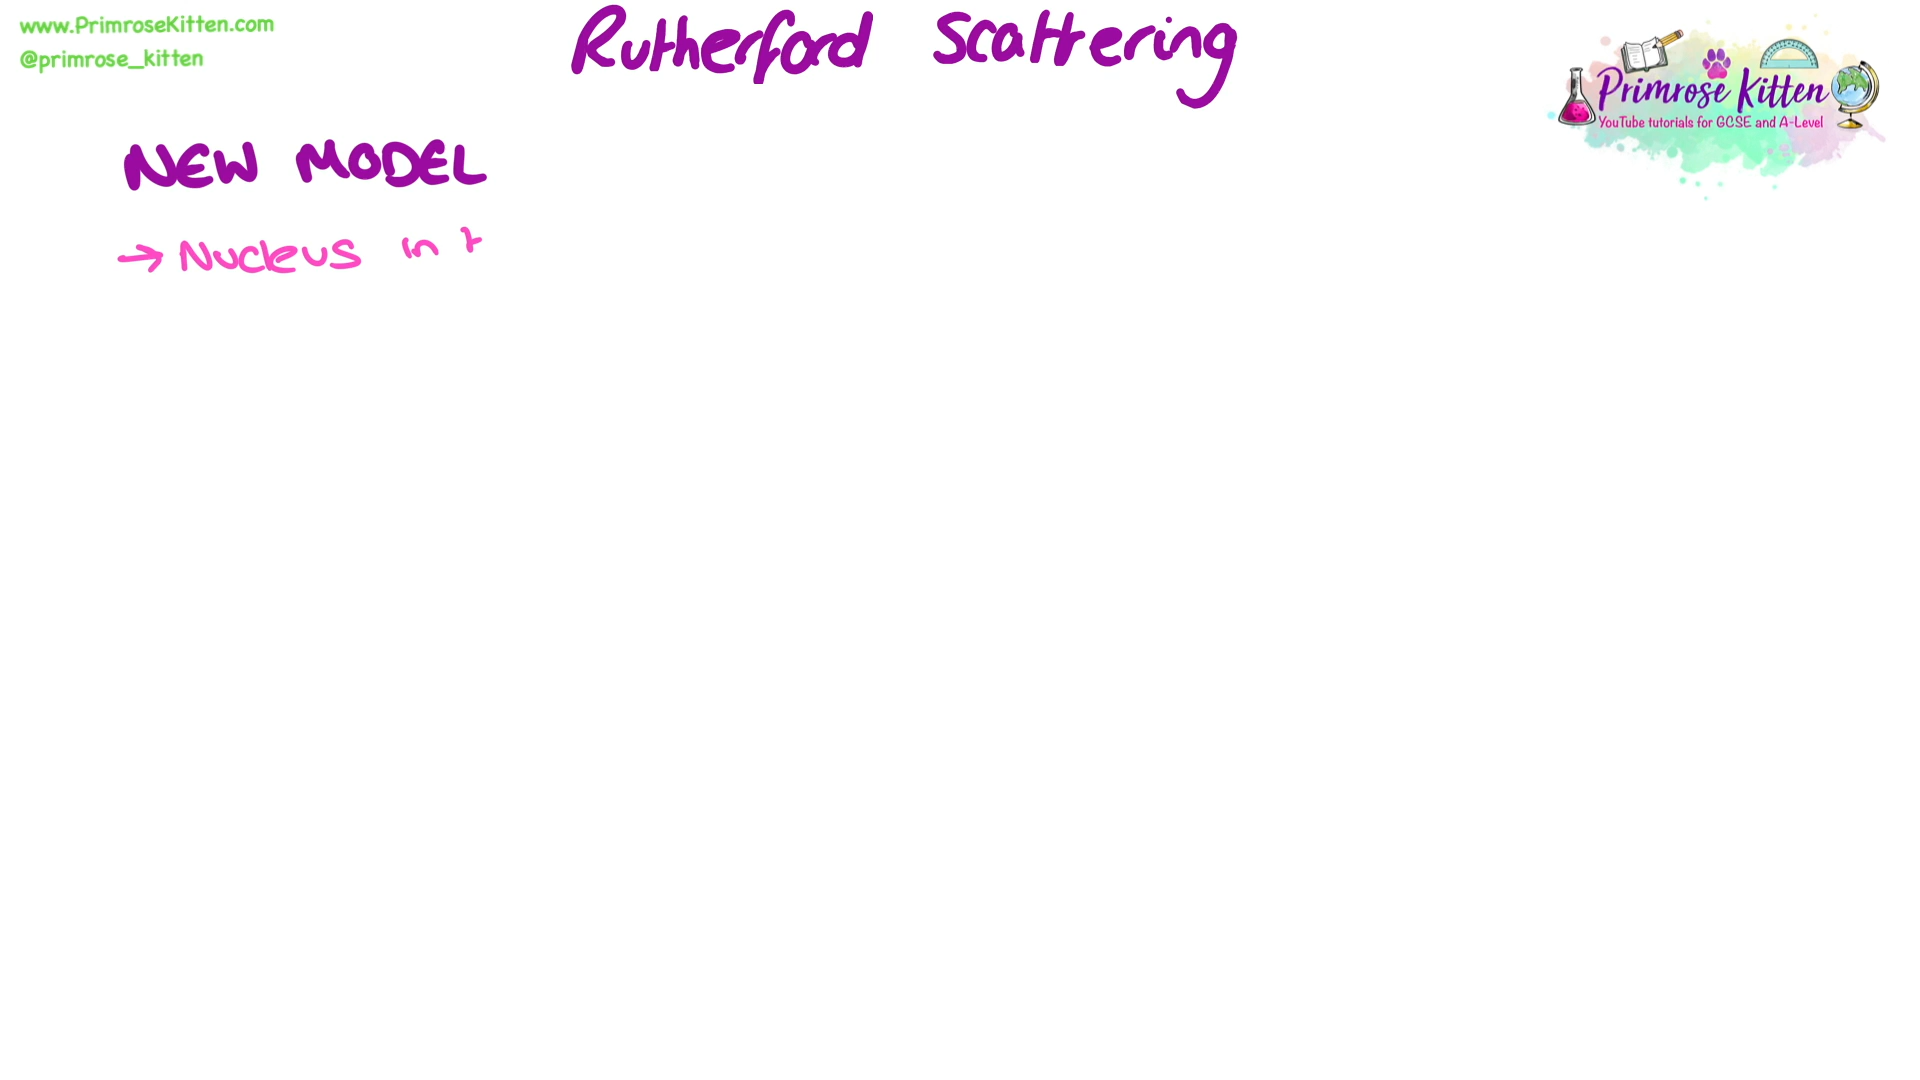 www.PrimroseKitten.com
@primrose_kitten
Rutherford Scattering
Primrose Kitten
YouTube tutorials for GCSE and A-Level
NEW MODEL
→ Nucleus in t